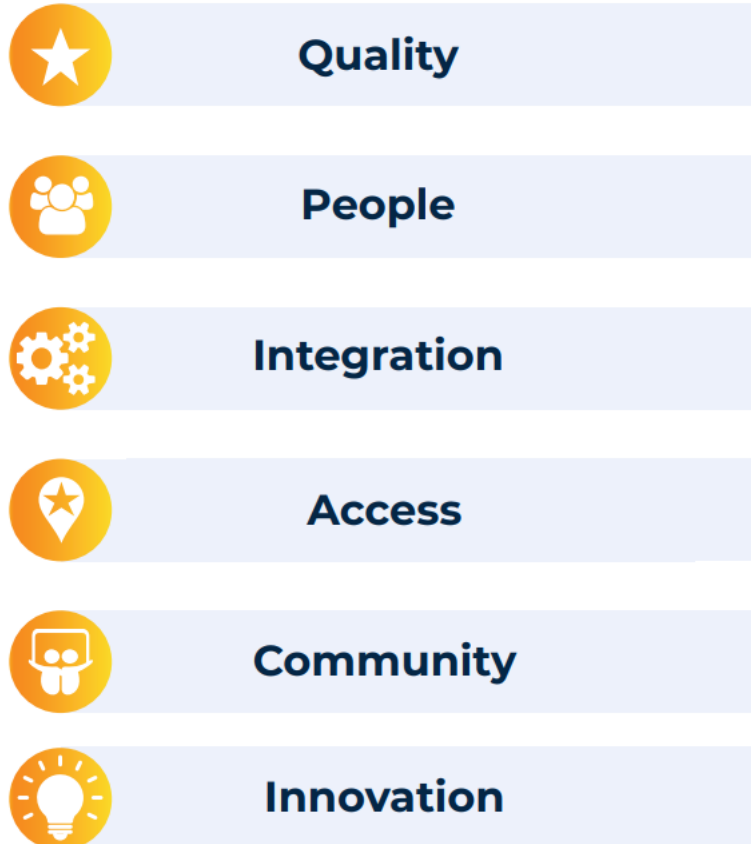 Quality
People
Integration
Access
Community
Innovation